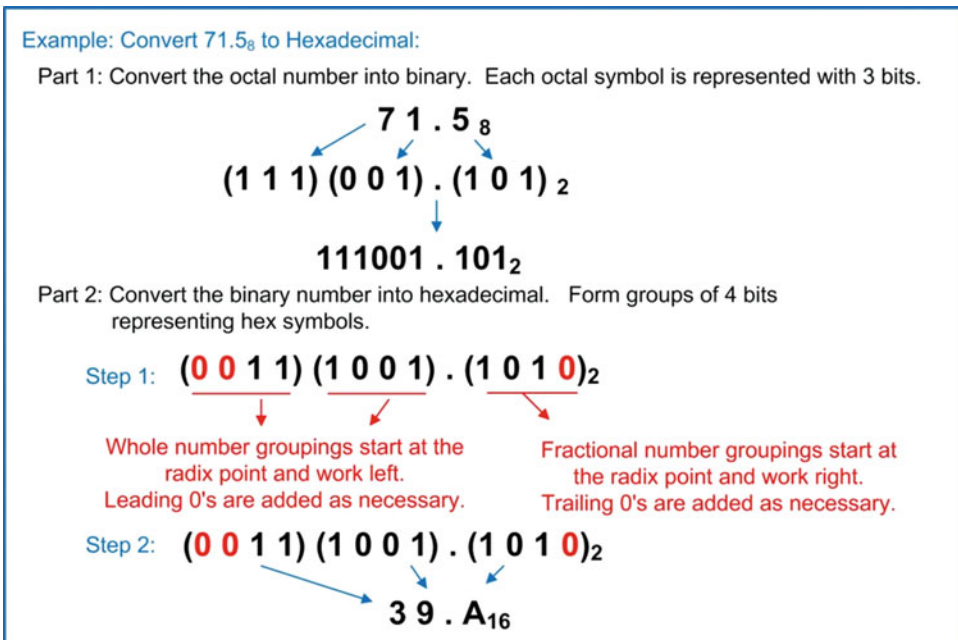 Example: Convert 71.5₈ to Hexadecimal:
Part 1: Convert the octal number into binary. Each octal symbol is represented with 3 bits.
7 1 . 5 ₈
(1 1 1) (0 0 1) . (1 0 1) ₂
111001 . 101₂
Part 2: Convert the binary number into hexadecimal. Form groups of 4 bits
representing hex symbols.
Step 1: (0 0 1 1) (1 0 0 1) . (1 0 1 0)₂
Whole number groupings start at the
radix point and work left.
Leading 0's are added as necessary.
Fractional number groupings start at
the radix point and work right.
Trailing 0's are added as necessary.
Step 2: (0 0 1 1) (1 0 0 1) . (1 0 1 0)₂
3 9 . A₁₆